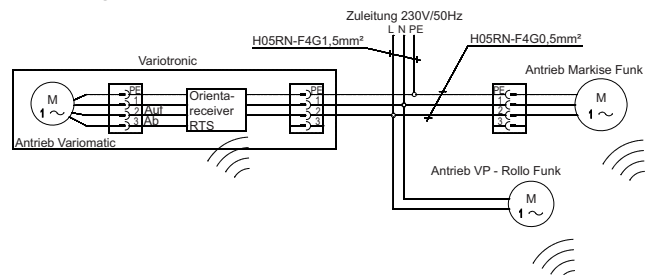 Zuleitung 230V/50Hz
L N PE
H05RN-F4G1,5mm²
H05RN-F4G0,5mm²
Variotronic
Antrieb Markise Funk
M
1 ~
PE
1
2
3
Auf
Ab
Orienta-
receiver
RTS
PE
1
2
3
PE
1
2
3
M
1 ~
Antrieb Variomatic
Antrieb VP - Rollo Funk
M
1 ~